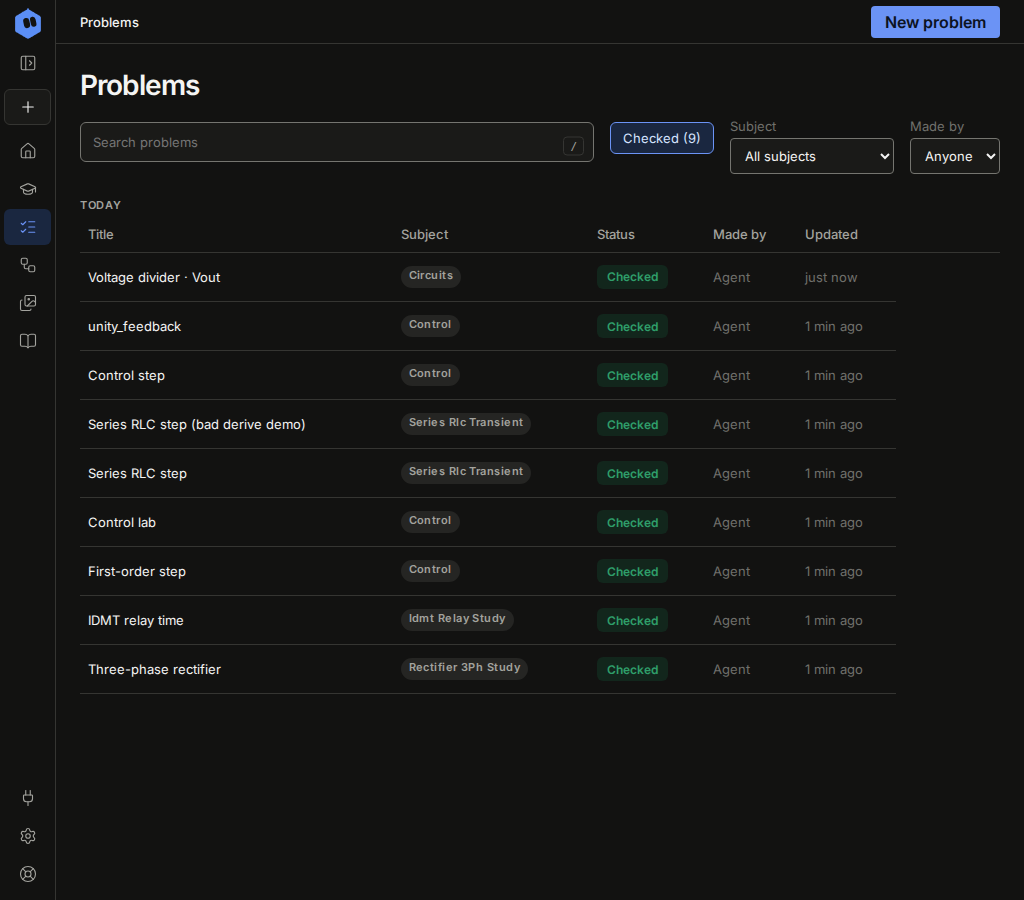 Problems
New problem
Problems
Search problems /
Checked (9)
Subject
All subjects
Made by
Anyone
TODAY
Title Subject Status Made by Updated
Voltage divider · Vout Circuits Checked Agent just now
unity_feedback Control Checked Agent 1 min ago
Control step Control Checked Agent 1 min ago
Series RLC step (bad derive demo) Series Rlc Transient Checked Agent 1 min ago
Series RLC step Series Rlc Transient Checked Agent 1 min ago
Control lab Control Checked Agent 1 min ago
First-order step Control Checked Agent 1 min ago
IDMT relay time Idmt Relay Study Checked Agent 1 min ago
Three-phase rectifier Rectifier 3Ph Study Checked Agent 1 min ago